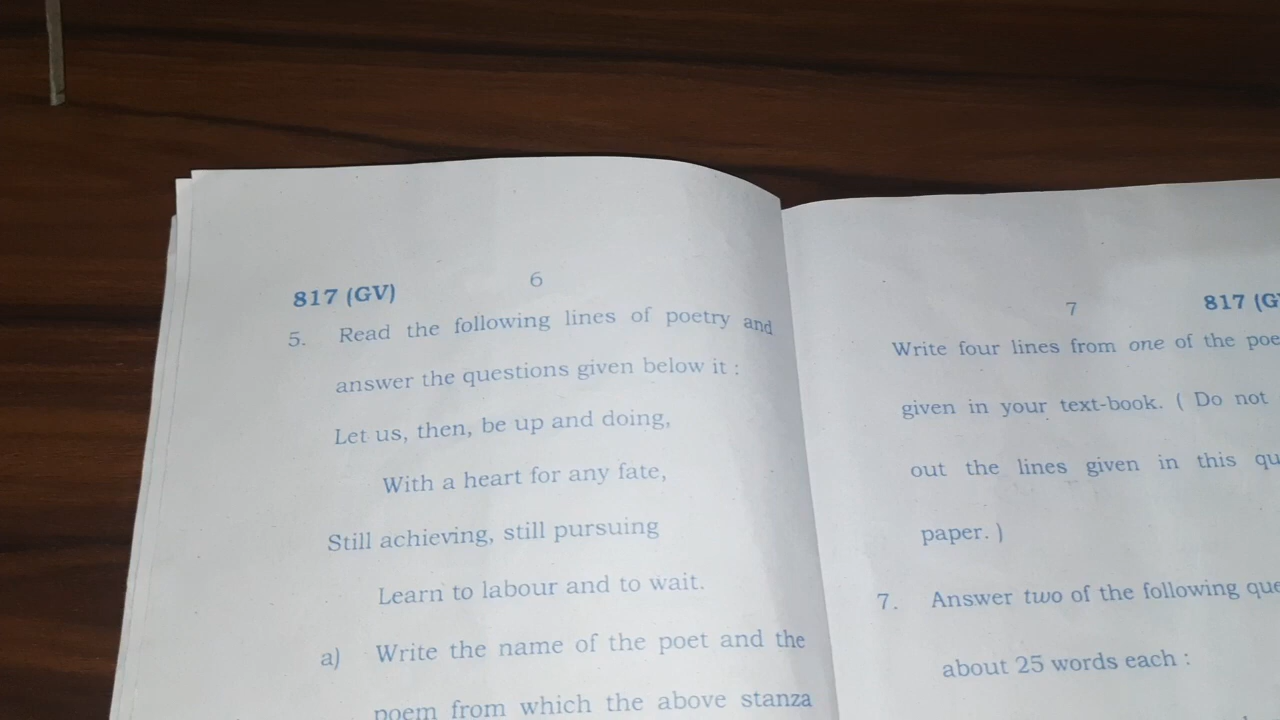 817 (GV)
6
5. Read the following lines of poetry and
answer the questions given below it :
Let us, then, be up and doing,
With a heart for any fate,
Still achieving, still pursuing
Learn to labour and to wait.
a) Write the name of the poet and the
poem from which the above stanza
7
817
Write four lines from one of the
given in your text-book. ( Do not
out the lines given in this
paper. )
7. Answer two of the following
about 25 words each :